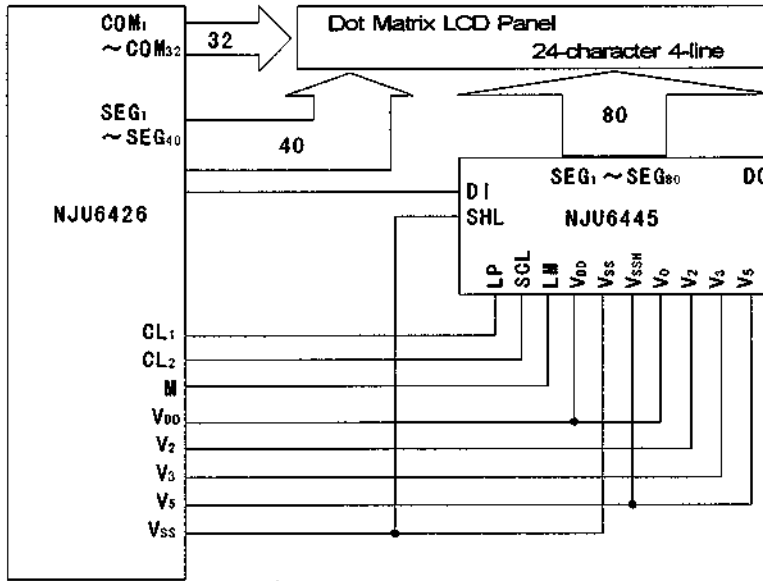 COM1
~COM32
32
Dot Matrix LCD Panel
24-character 4-line
SEG1
~SEG40
40
80
NJU6426
DI
SHL
SEG1~SEG80
NJU6445
LP
SCL
LM
VDD
VSS
VSSH
V0
V2
V3
V5
CL1
CL2
M
VDD
V2
V3
V5
VSS